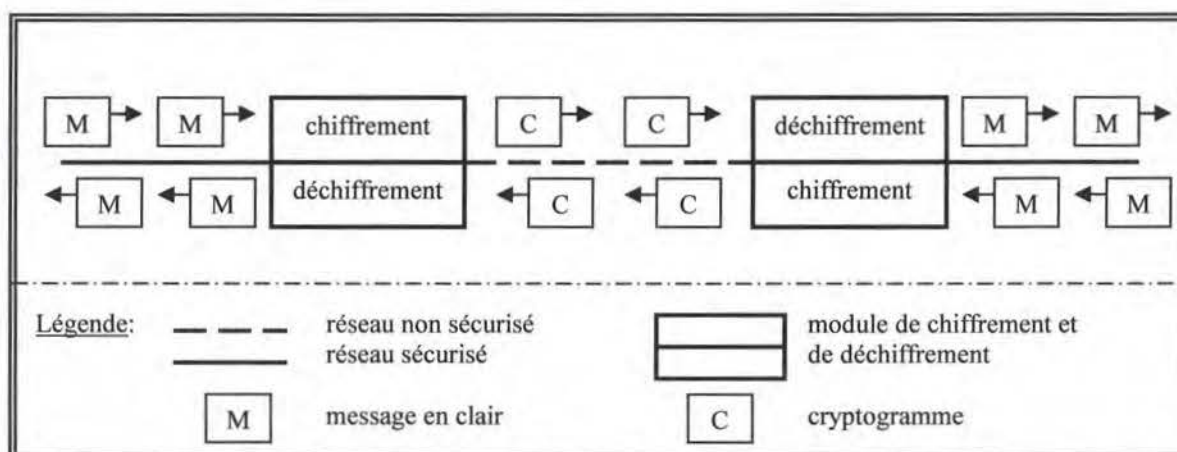 M M chiffrement C C déchiffrement M M
M M déchiffrement C C chiffrement M M
Légende: réseau non sécurisé module de chiffrement et
réseau sécurisé de déchiffrement
M message en clair C cryptogramme